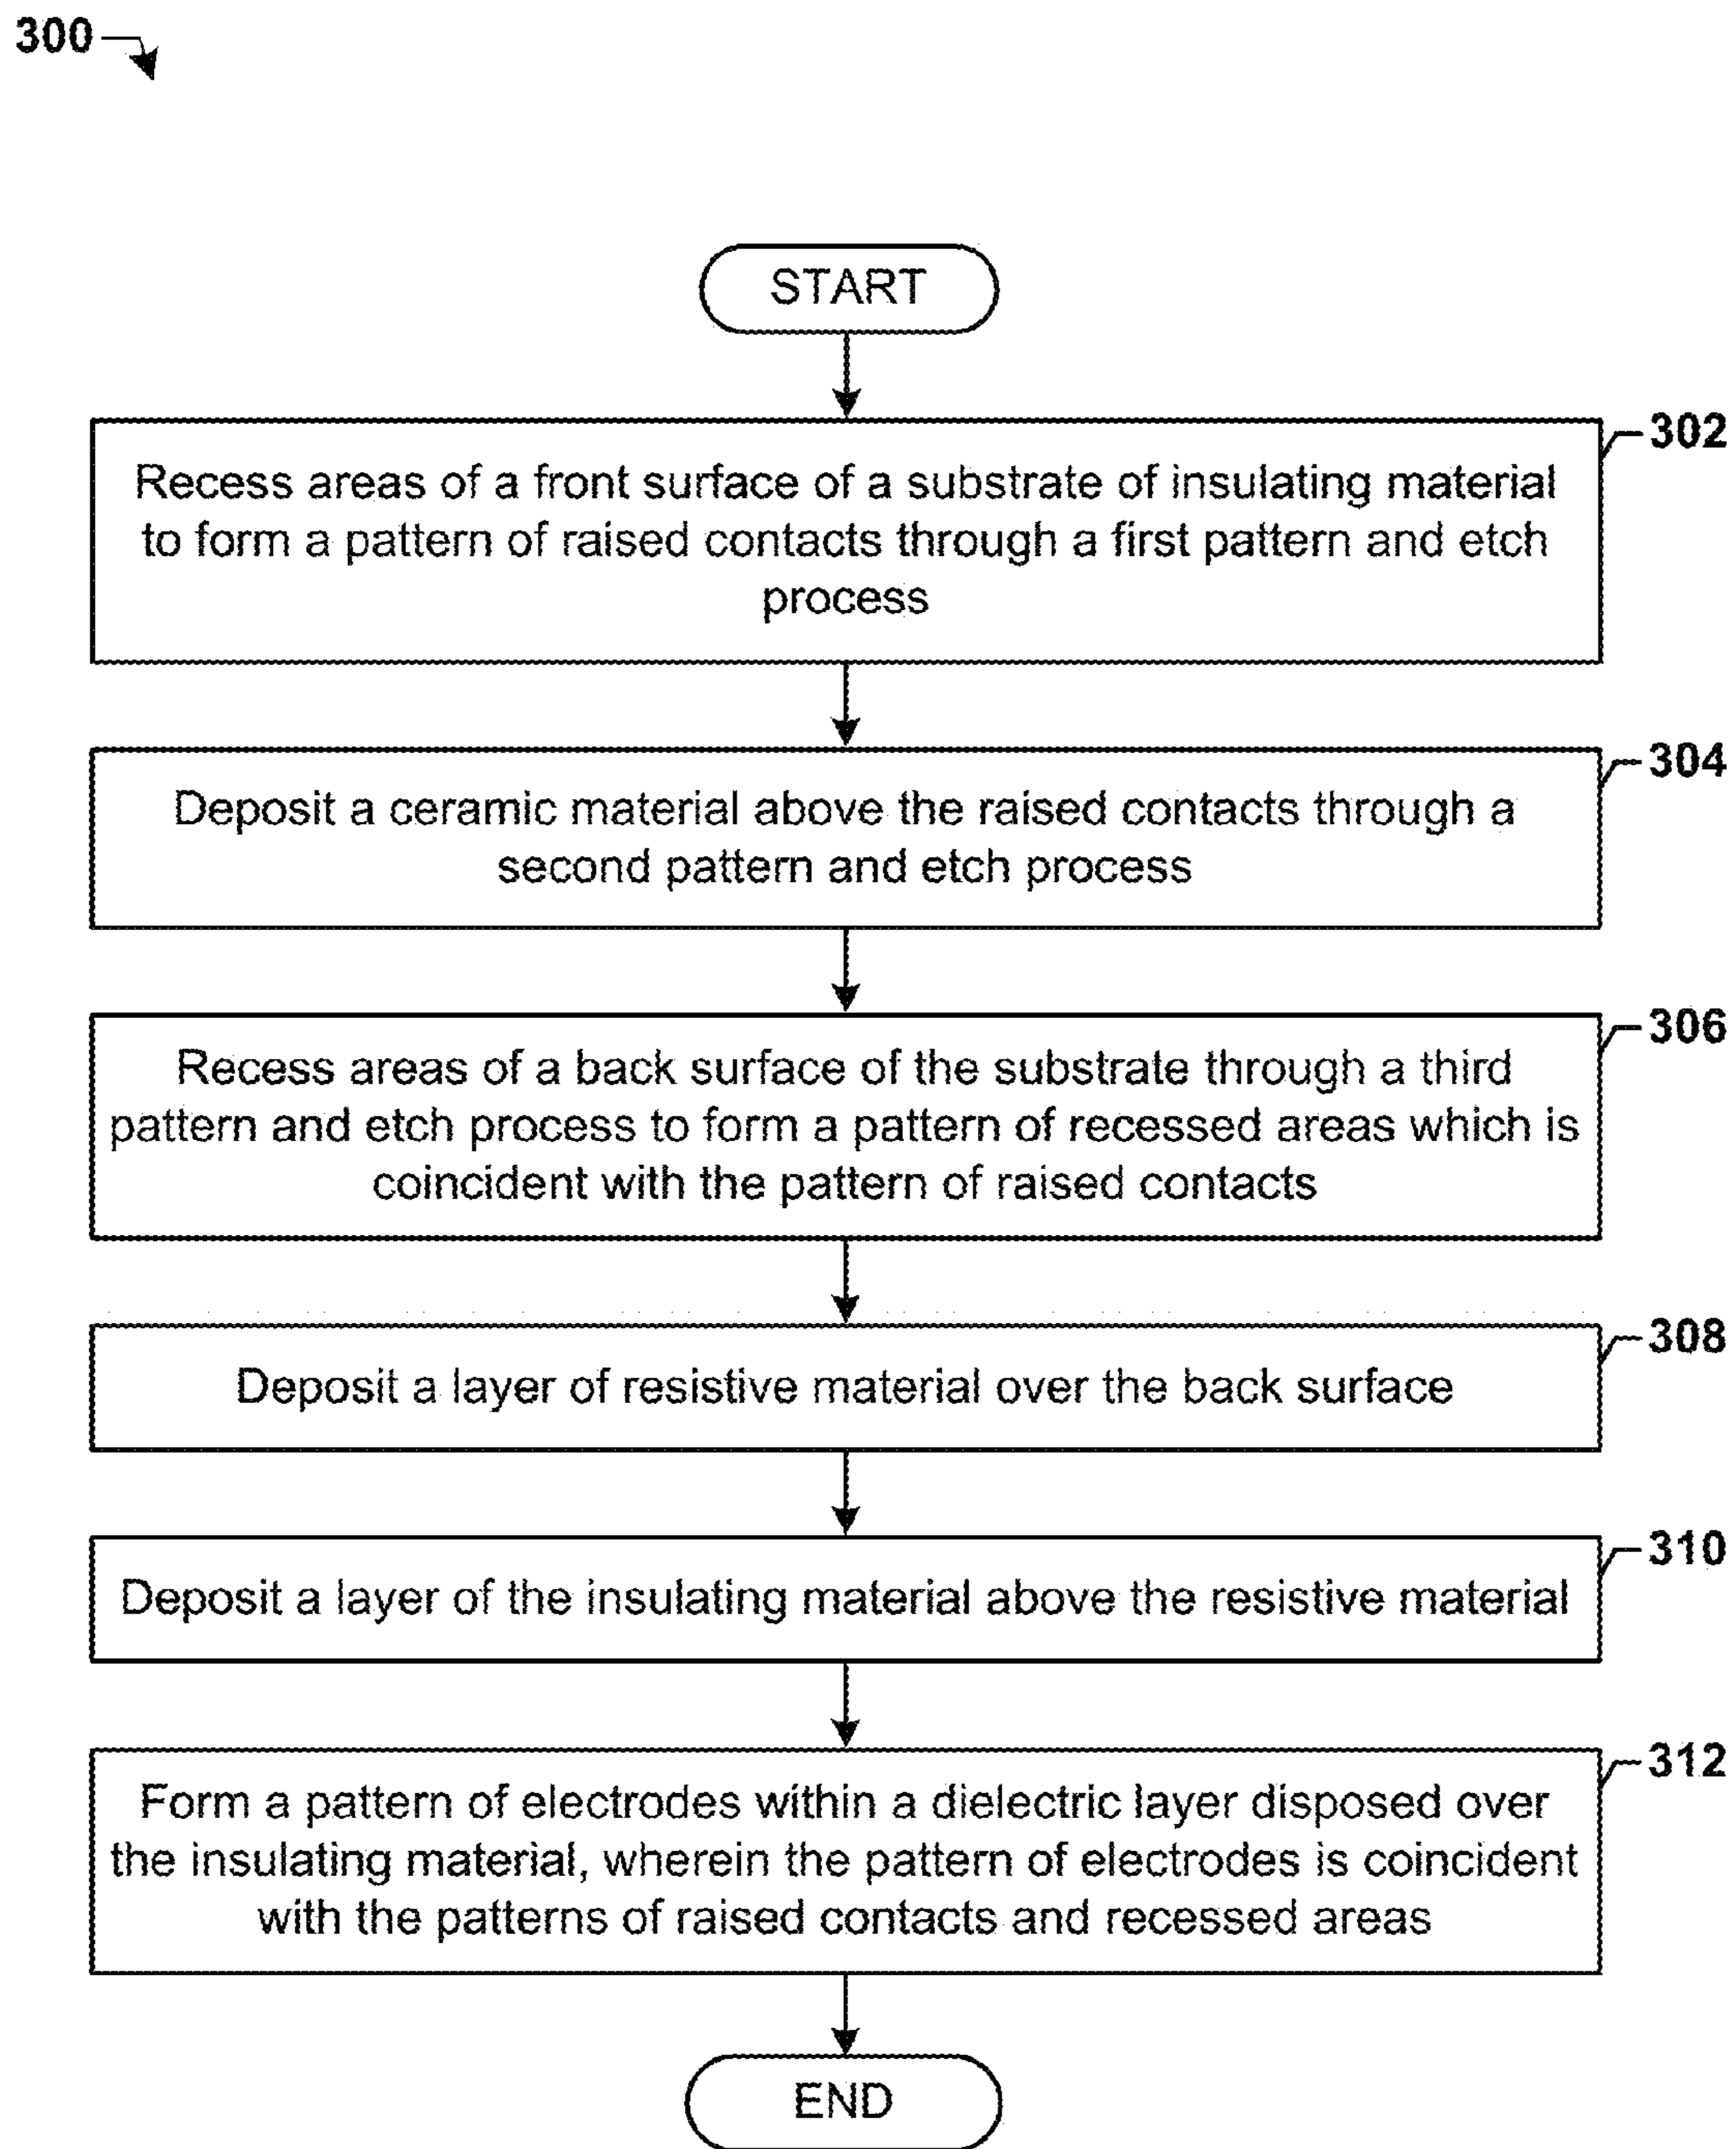 300
START
302
Recess areas of a front surface of a substrate of insulating material
to form a pattern of raised contacts through a first pattern and etch
process
304
Deposit a ceramic material above the raised contacts through a
second pattern and etch process
306
Recess areas of a back surface of the substrate through a third
pattern and etch process to form a pattern of recessed areas which is
coincident with the pattern of raised contacts
308
Deposit a layer of resistive material over the back surface
310
Deposit a layer of the insulating material above the resistive material
312
Form a pattern of electrodes within a dielectric layer disposed over
the insulating material, wherein the pattern of electrodes is coincident
with the patterns of raised contacts and recessed areas
END